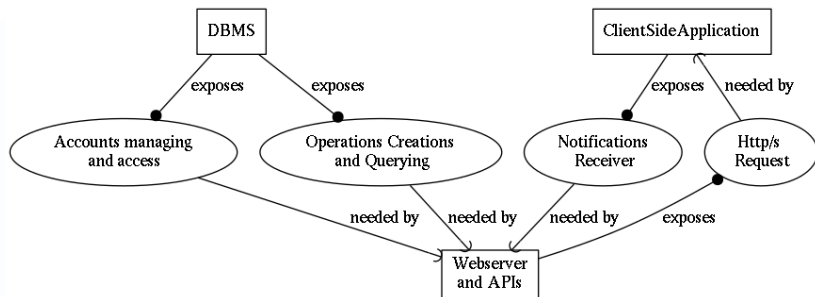 DBMS
ClientSideApplication
exposes
exposes
exposes
needed by
Accounts managing
and access
Operations Creations
and Querying
Notifications
Receiver
Http/s
Request
needed by
needed by
needed by
exposes
Webserver
and APIs